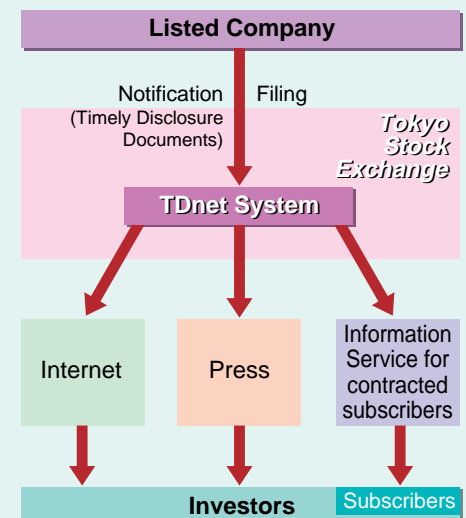 Listed Company
Notification Filing
(Timely Disclosure
Documents)
Tokyo
Stock
Exchange
TDnet System
Internet
Press
Information
Service for
contracted
subscribers
Investors
Subscribers